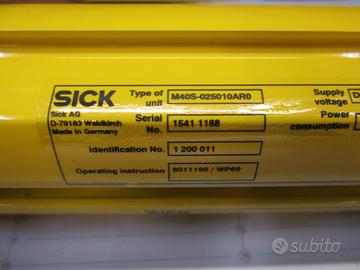 SICK
Sick AG
D-79183 Waldkirch
Made in Germany
Type of unit M40S-025010AR0
Serial No. 1541 1188
Identification No. 1 200 011
Operating instruction 8011190 / WP69
Supply voltage D
Power consumption
subito